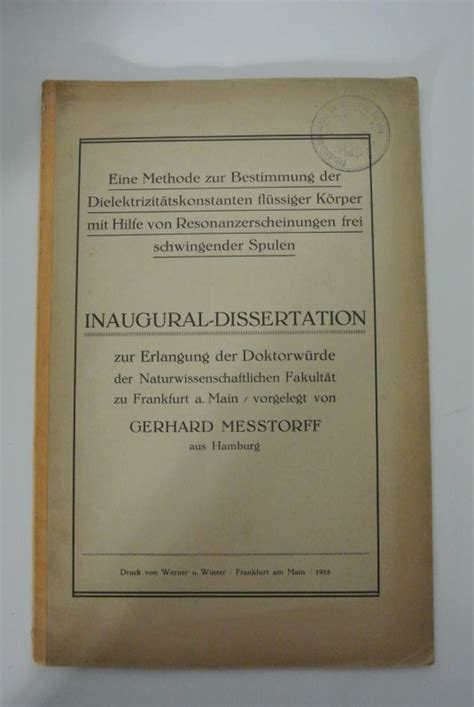 Eine Methode zur Bestimmung der
Dielektrizitätskonstanten flüssiger Körper
mit Hilfe von Resonanzerscheinungen frei
schwingender Spulen
INAUGURAL-DISSERTATION
zur Erlangung der Doktorwürde
der Naturwissenschaftlichen Fakultät
zu Frankfurt a. Main / vorgelegt von
GERHARD MESSTORFF
aus Hamburg
Druck von Werner u. Winter / Frankfurt am Main / 1915